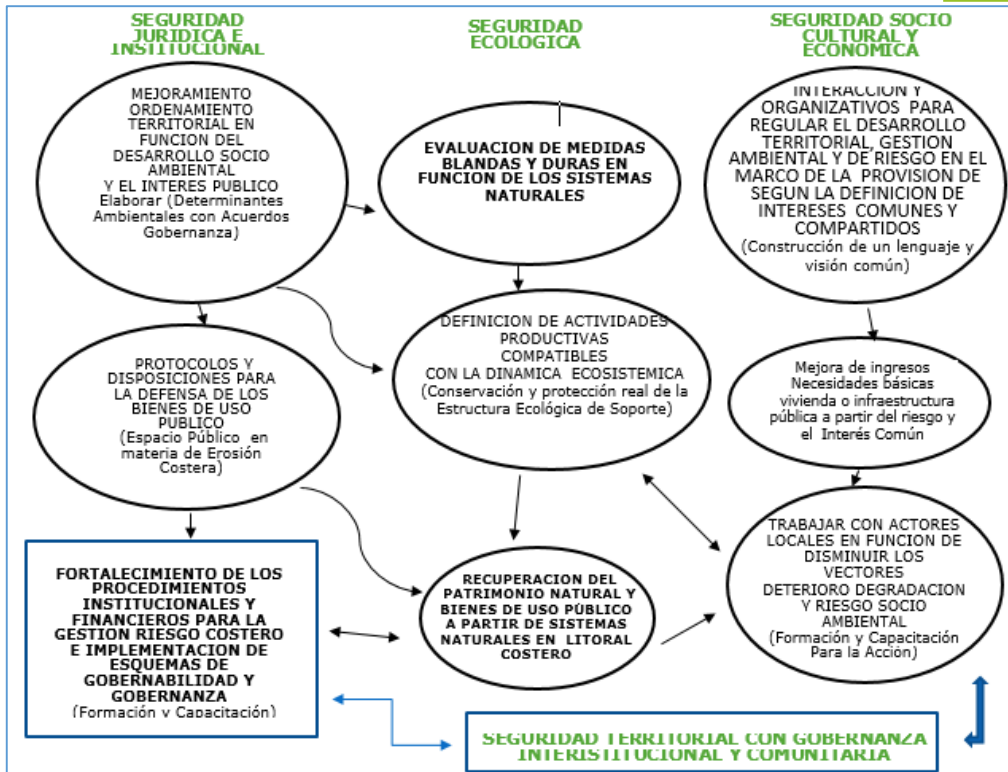 SEGURIDAD
JURIDICA E
INSTITUCIONAL
SEGURIDAD
ECOLOGICA
SEGURIDAD SOCIO
CULTURAL Y
ECONOMICA
MEJORAMIENTO
ORDENAMIENTO
TERRITORIAL EN
FUNCION DEL
DESARROLLO SOCIO
AMBIENTAL
Y EL INTERES PUBLICO
Elaborar (Determinantes
Ambientales con Acuerdos
Gobernanza)
EVALUACION DE MEDIDAS
BLANDAS Y DURAS EN
FUNCION DE LOS SISTEMAS
NATURALES
INTERACCION Y
ORGANIZATIVOS PARA
REGULAR EL DESARROLLO
TERRITORIAL, GESTION
AMBIENTAL Y DE RIESGO EN EL
MARCO DE LA PROVISION DE
SEGUN LA DEFINICION DE
INTERESES COMUNES Y
COMPARTIDOS
(Construcción de un lenguaje y
visión común)
PROTOCOLOS Y
DISPOSICIONES PARA
LA DEFENSA DE LOS
BIENES DE USO
PUBLICO
(Espacio Público en
materia de Erosión
Costera)
DEFINICION DE ACTIVIDADES
PRODUCTIVAS
COMPATIBLES
CON LA DINAMICA ECOSISTEMICA
(Conservación y protección real de la
Estructura Ecológica de Soporte)
Mejora de ingresos
Necesidades básicas
vivienda o infraestructura
pública a partir del riesgo y
el Interés Común
FORTALECIMIENTO DE LOS
PROCEDIMIENTOS
INSTITUCIONALES Y
FINANCIEROS PARA LA
GESTION RIESGO COSTERO
E IMPLEMENTACION DE
ESQUEMAS DE
GOBERNABILIDAD Y
GOBERNANZA
(Formación y Capacitación)
RECUPERACION DEL
PATRIMONIO NATURAL Y
BIENES DE USO PÚBLICO
A PARTIR DE SISTEMAS
NATURALES EN LITORAL
COSTERO
TRABAJAR CON ACTORES
LOCALES EN FUNCION DE
DISMINUIR LOS
VECTORES
DETERIORO DEGRADACION
Y RIESGO SOCIO
AMBIENTAL
(Formación y Capacitación
Para la Acción)
SEGURIDAD TERRITORIAL CON GOBERNANZA
INTERISTITUCIONAL Y COMUNITARIA